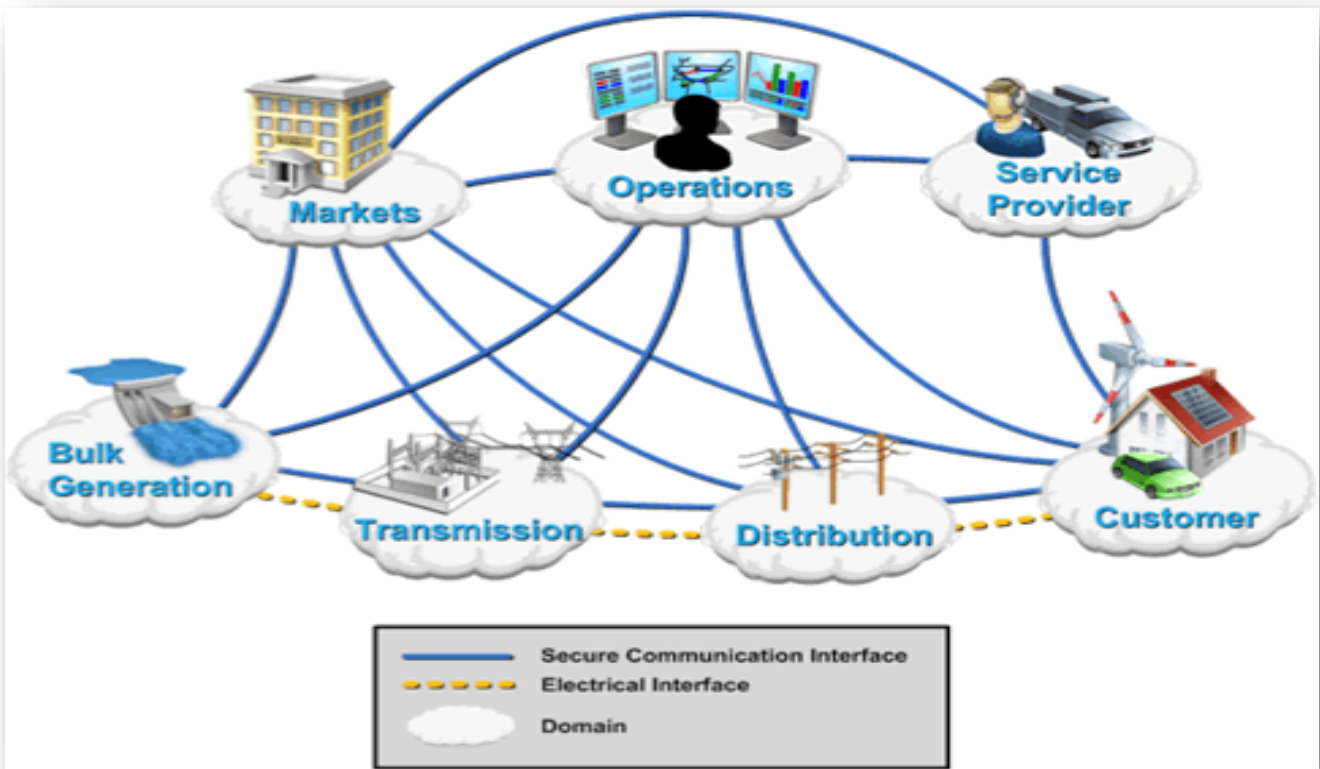 Markets
Operations
Service
Provider
Bulk
Generation
Transmission
Distribution
Customer
Secure Communication Interface
Electrical Interface
Domain